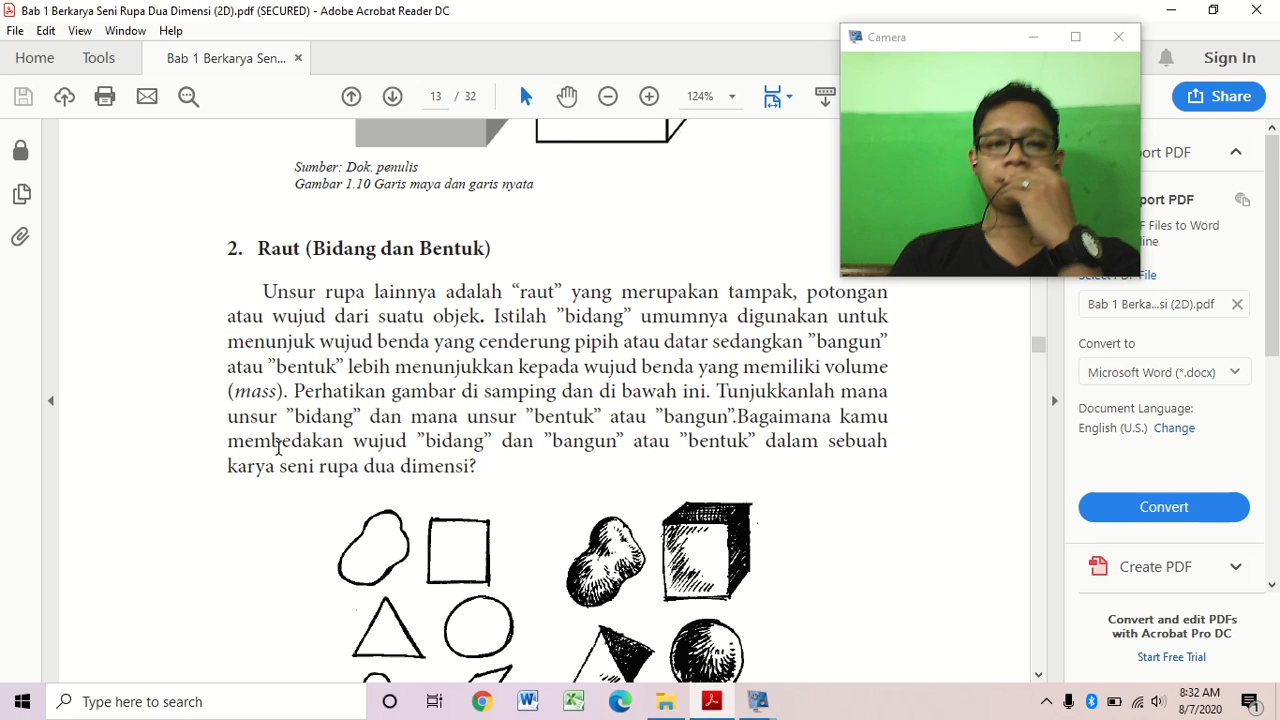 Bab 1 Berkarya Seni Rupa Dua Dimensi (2D).pdf (SECURED) - Adobe Acrobat Reader DC
File Edit View Window Help
Home Tools Bab 1 Berkarya Sen... Sign In
13 / 32 124% Share
Camera
Sumber: Dok. penulis
Gambar 1.10 Garis maya dan garis nyata
2. Raut (Bidang dan Bentuk)
Unsur rupa lainnya adalah “raut” yang merupakan tampak, potongan
atau wujud dari suatu objek. Istilah ”bidang” umumnya digunakan untuk
menunjuk wujud benda yang cenderung pipih atau datar sedangkan ”bangun”
atau ”bentuk” lebih menunjukkan kepada wujud benda yang memiliki volume
(mass). Perhatikan gambar di samping dan di bawah ini. Tunjukkanlah mana
unsur ”bidang” dan mana unsur ”bentuk” atau ”bangun”.Bagaimana kamu
membedakan wujud ”bidang” dan ”bangun” atau ”bentuk” dalam sebuah
karya seni rupa dua dimensi?
port PDF
port PDF
F Files to Word
nline
Select PDF File
Bab 1 Berka...si (2D).pdf
Convert to
Microsoft Word (*.docx)
Document Language:
English (U.S.) Change
Convert
Create PDF
Convert and edit PDFs
with Acrobat Pro DC
Start Free Trial
Type here to search
8:32 AM
8/7/2020
1